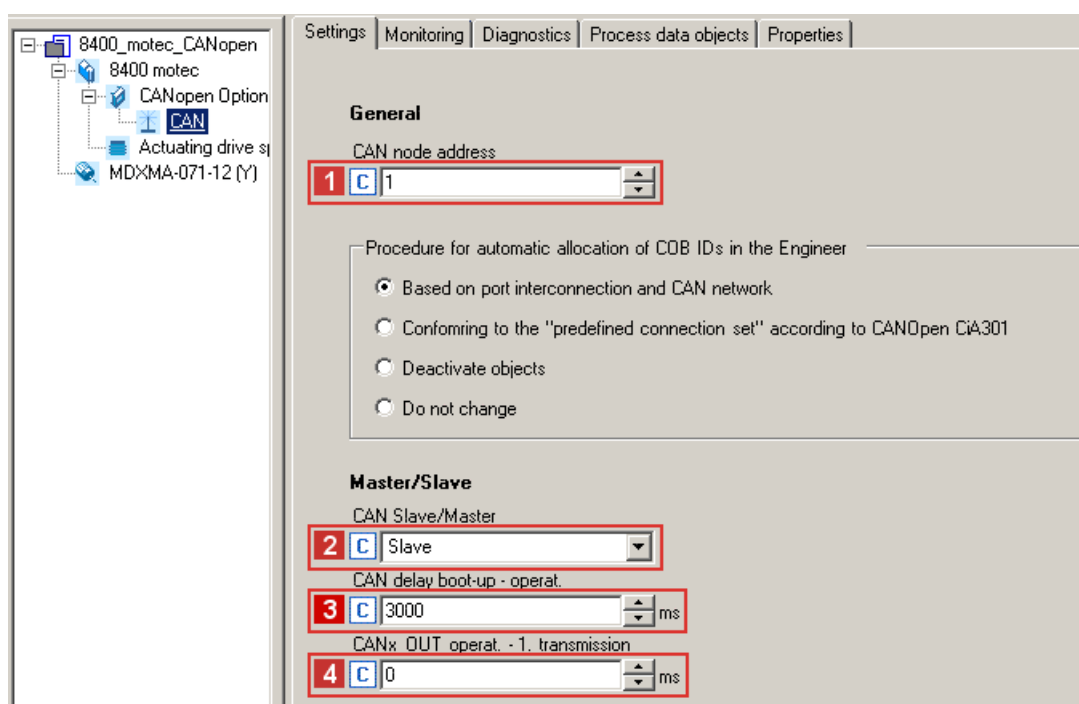 8400_motec_CANopen
8400 motec
CANopen Option
CAN
Actuating drive s
MDXMA-071-12 (Y)
Settings Monitoring Diagnostics Process data objects Properties
General
CAN node address
1 C 1
Procedure for automatic allocation of COB IDs in the Engineer
Based on port interconnection and CAN network
Confomring to the "predefined connection set" according to CANOpen CiA301
Deactivate objects
Do not change
Master/Slave
CAN Slave/Master
2 C Slave
CAN delay boot-up - operat.
3 C 3000 ms
CANx OUT operat. - 1. transmission
4 C 0 ms